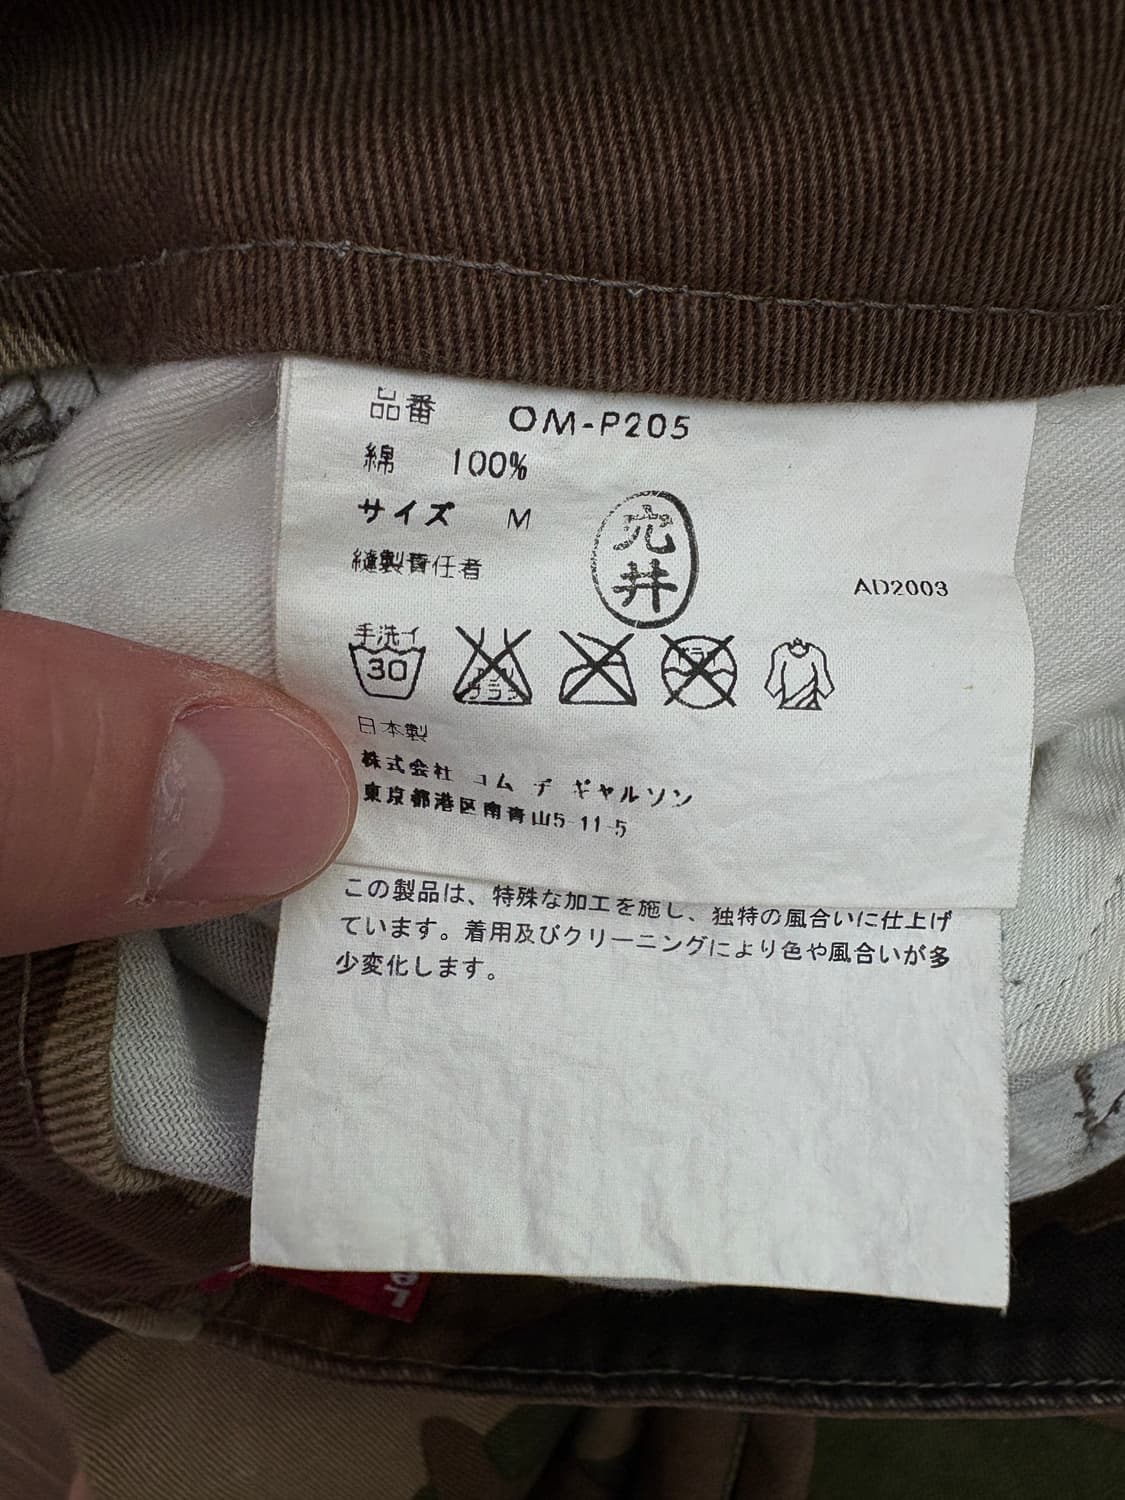 品番 OM-P205
綿 100%
サイズ M
縫製責任者 穴井
AD2003
手洗イ
30
日本製
株式会社 コム デ ギャルソン
東京都港区南青山5-11-5
この製品は、特殊な加工を施し、独特の風合いに仕上げ
ています。着用及びクリーニングにより色や風合いが多
少変化します。